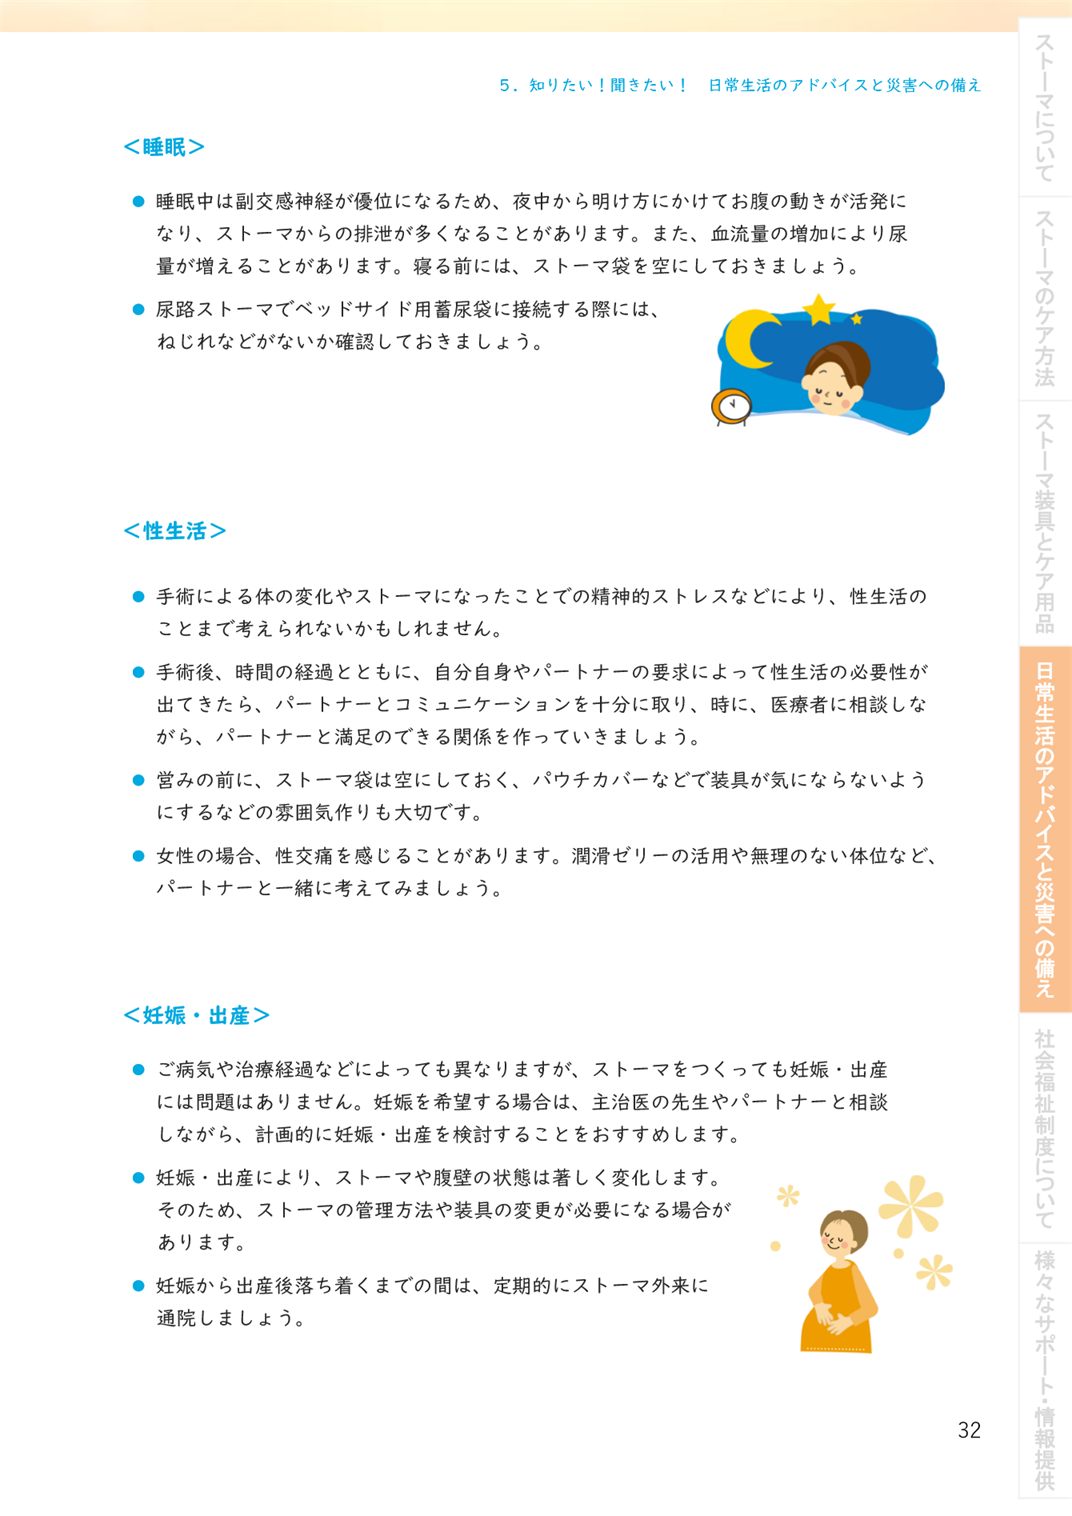 5．知りたい！聞きたい！　日常生活のアドバイスと災害への備え
＜睡眠＞
● 睡眠中は副交感神経が優位になるため、夜中から明け方にかけてお腹の動きが活発に
なり、ストーマからの排泄が多くなることがあります。また、血流量の増加により尿
量が増えることがあります。寝る前には、ストーマ袋を空にしておきましょう。
● 尿路ストーマでベッドサイド用蓄尿袋に接続する際には、
ねじれなどがないか確認しておきましょう。
＜性生活＞
● 手術による体の変化やストーマになったことでの精神的ストレスなどにより、性生活の
ことまで考えられないかもしれません。
● 手術後、時間の経過とともに、自分自身やパートナーの要求によって性生活の必要性が
出てきたら、パートナーとコミュニケーションを十分に取り、時に、医療者に相談しな
がら、パートナーと満足のできる関係を作っていきましょう。
● 営みの前に、ストーマ袋は空にしておく、パウチカバーなどで装具が気にならないよう
にするなどの雰囲気作りも大切です。
● 女性の場合、性交痛を感じることがあります。潤滑ゼリーの活用や無理のない体位など、
パートナーと一緒に考えてみましょう。
＜妊娠・出産＞
● ご病気や治療経過などによっても異なりますが、ストーマをつくっても妊娠・出産
には問題はありません。妊娠を希望する場合は、主治医の先生やパートナーと相談
しながら、計画的に妊娠・出産を検討することをおすすめします。
● 妊娠・出産により、ストーマや腹壁の状態は著しく変化します。
そのため、ストーマの管理方法や装具の変更が必要になる場合が
あります。
● 妊娠から出産後落ち着くまでの間は、定期的にストーマ外来に
通院しましょう。
32
ストーマについて
ストーマのケア方法
ストーマ装具とケア用品
日常生活のアドバイスと災害への備え
社会福祉制度について
様々なサポート・情報提供